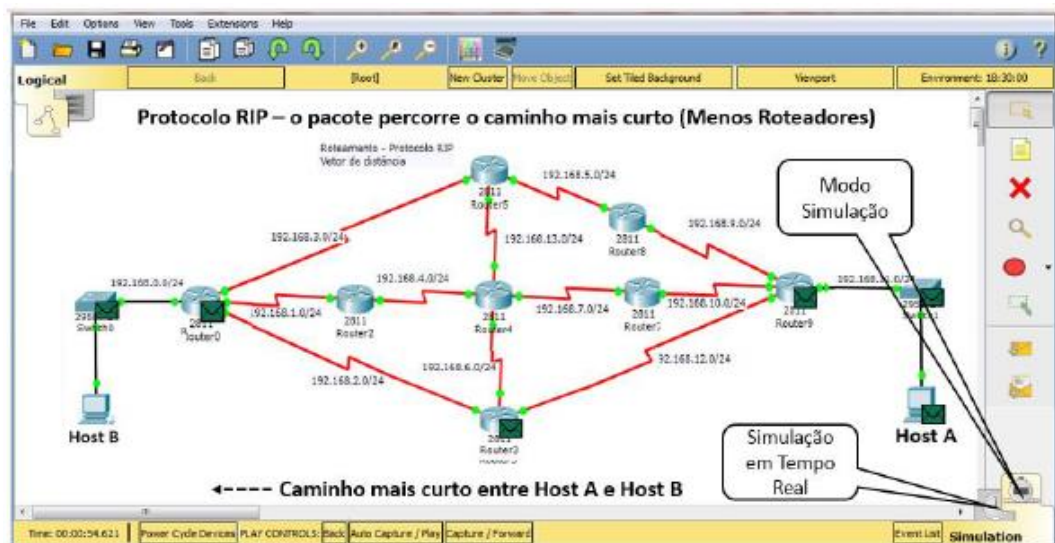 File Edit Options View Tools Extensions Help
Logical Back [Root] New Cluster Move Object Set Tiled Background Viewport Environment: 18:30:00
Protocolo RIP – o pacote percorre o caminho mais curto (Menos Roteadores)
Roteamento - Protocolo RIP
Vetor de distância
2811
Router5
192.168.5.0/24
Modo
Simulação
2811
Router8
192.168.9.0/24
192.168.3.0/24
192.168.13.0/24
192.168.0.0/24
192.168.4.0/24
2811
Router9
Switch0
192.168.1.0/24
2811
Router2
2811
Router4
192.168.7.0/24
2811
192.168.10.0/24
192.168.6.0/24
92.168.12.0/24
192.168.2.0/24
Host B
Host A
Simulação
em Tempo
Real
Caminho mais curto entre Host A e Host B
Time: 00:00:54.621 Power Cycle Devices PLAY CONTROLS: Back Auto Capture / Play Capture / Forward Event List Simulation